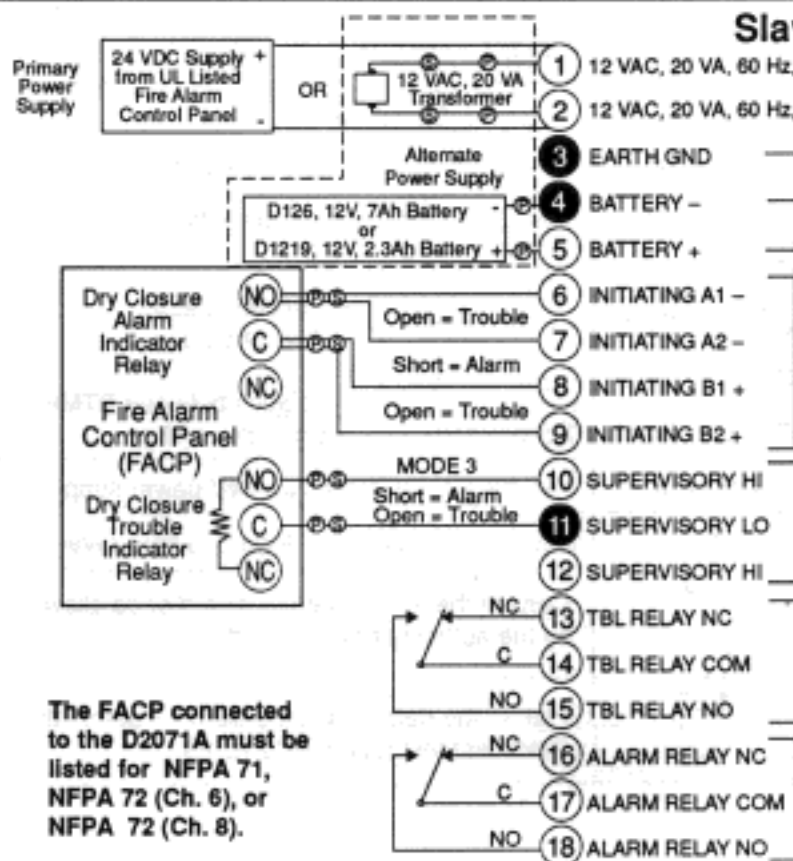 Sla
Primary
Power
Supply
24 VDC Supply +
from UL Listed
Fire Alarm
Control Panel -
OR
S P
12 VAC, 20 VA
Transformer
S P
1 12 VAC, 20 VA, 60 Hz,
2 12 VAC, 20 VA, 60 Hz,
3 EARTH GND
Alternate
Power Supply
4 BATTERY –
D126, 12V, 7Ah Battery - P
or
D1219, 12V, 2.3Ah Battery + P
5 BATTERY +
Dry Closure
Alarm
Indicator
Relay
NO P S
C P S
NC
6 INITIATING A1 –
Open = Trouble
7 INITIATING A2 –
Short = Alarm
8 INITIATING B1 +
Open = Trouble
9 INITIATING B2 +
Fire Alarm
Control Panel
(FACP)
Dry Closure
Trouble
Indicator
Relay
NO P S
C P S
NC
MODE 3
10 SUPERVISORY HI
Short = Alarm
Open = Trouble
11 SUPERVISORY LO
12 SUPERVISORY HI
NC 13 TBL RELAY NC
C 14 TBL RELAY COM
NO 15 TBL RELAY NO
NC 16 ALARM RELAY NC
C 17 ALARM RELAY COM
NO 18 ALARM RELAY NO
The FACP connected
to the D2071A must be
listed for NFPA 71,
NFPA 72 (Ch. 6), or
NFPA 72 (Ch. 8).